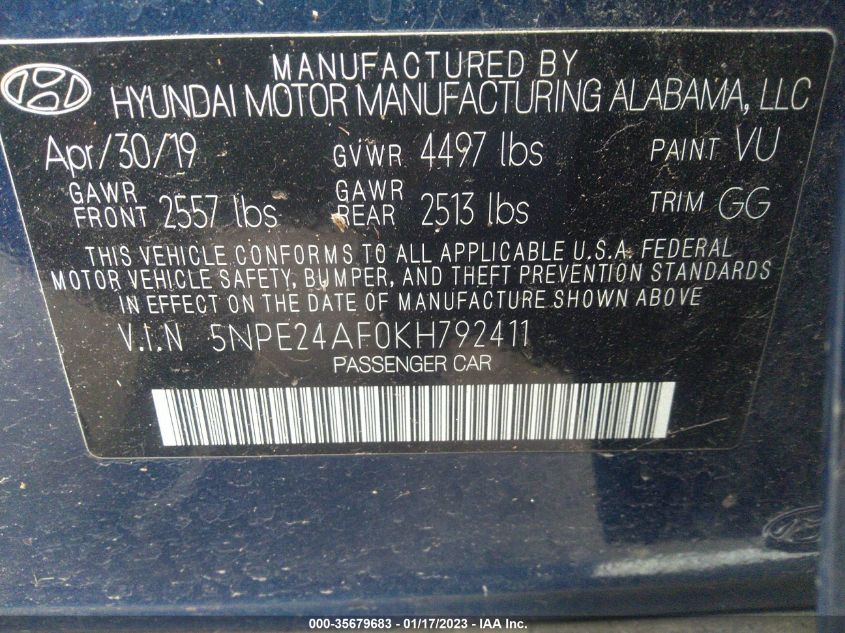 MANUFACTURED BY
HYUNDAI MOTOR MANUFACTURING ALABAMA, LLC
Apr/30/19 GVWR 4497 lbs PAINT VU
GAWR FRONT 2557 lbs GAWR REAR 2513 lbs TRIM GG
THIS VEHICLE CONFORMS TO ALL APPLICABLE U.S.A. FEDERAL
MOTOR VEHICLE SAFETY, BUMPER, AND THEFT PREVENTION STANDARDS
IN EFFECT ON THE DATE OF MANUFACTURE SHOWN ABOVE
V.I.N 5NPE24AF0KH792411
PASSENGER CAR
000-35679683 - 01/17/2023 - IAA Inc.